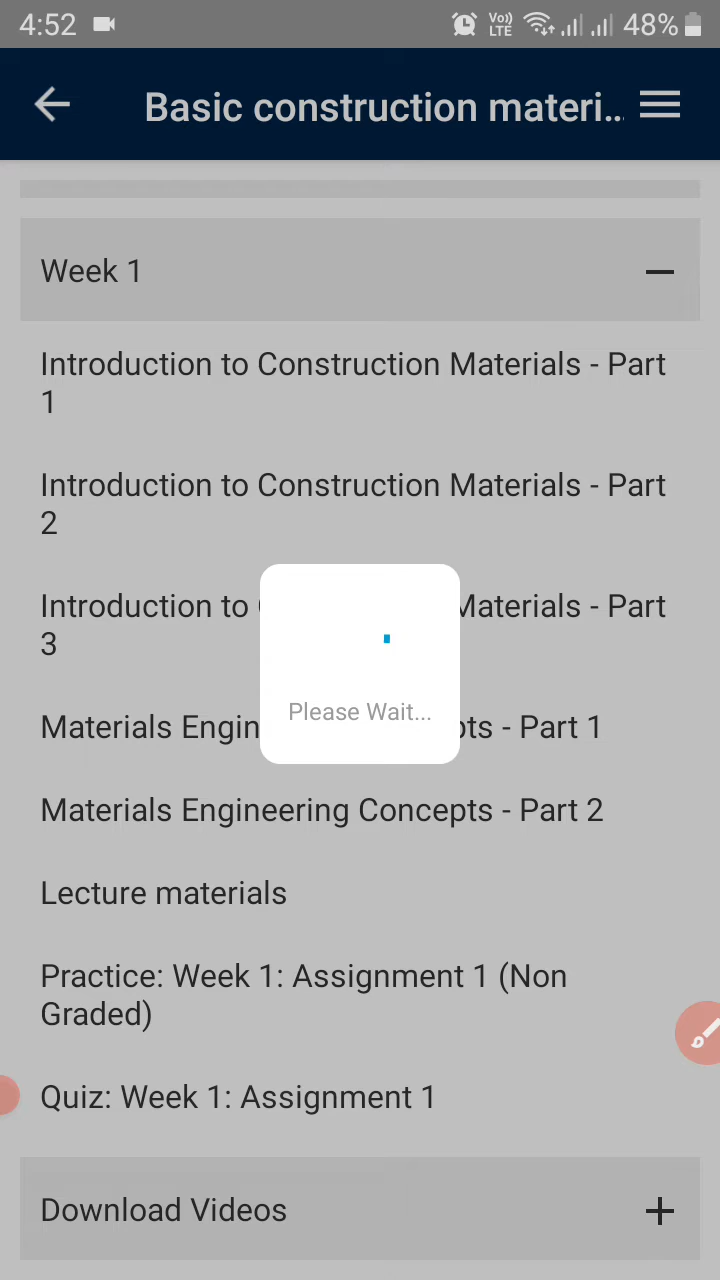 4:52
Vo)) LTE
48%
Basic construction materi...
Week 1
Introduction to Construction Materials - Part
1
Introduction to Construction Materials - Part
2
Introduction to
Materials - Part
3
Please Wait...
Materials Engin
pts - Part 1
Materials Engineering Concepts - Part 2
Lecture materials
Practice: Week 1: Assignment 1 (Non
Graded)
Quiz: Week 1: Assignment 1
Download Videos